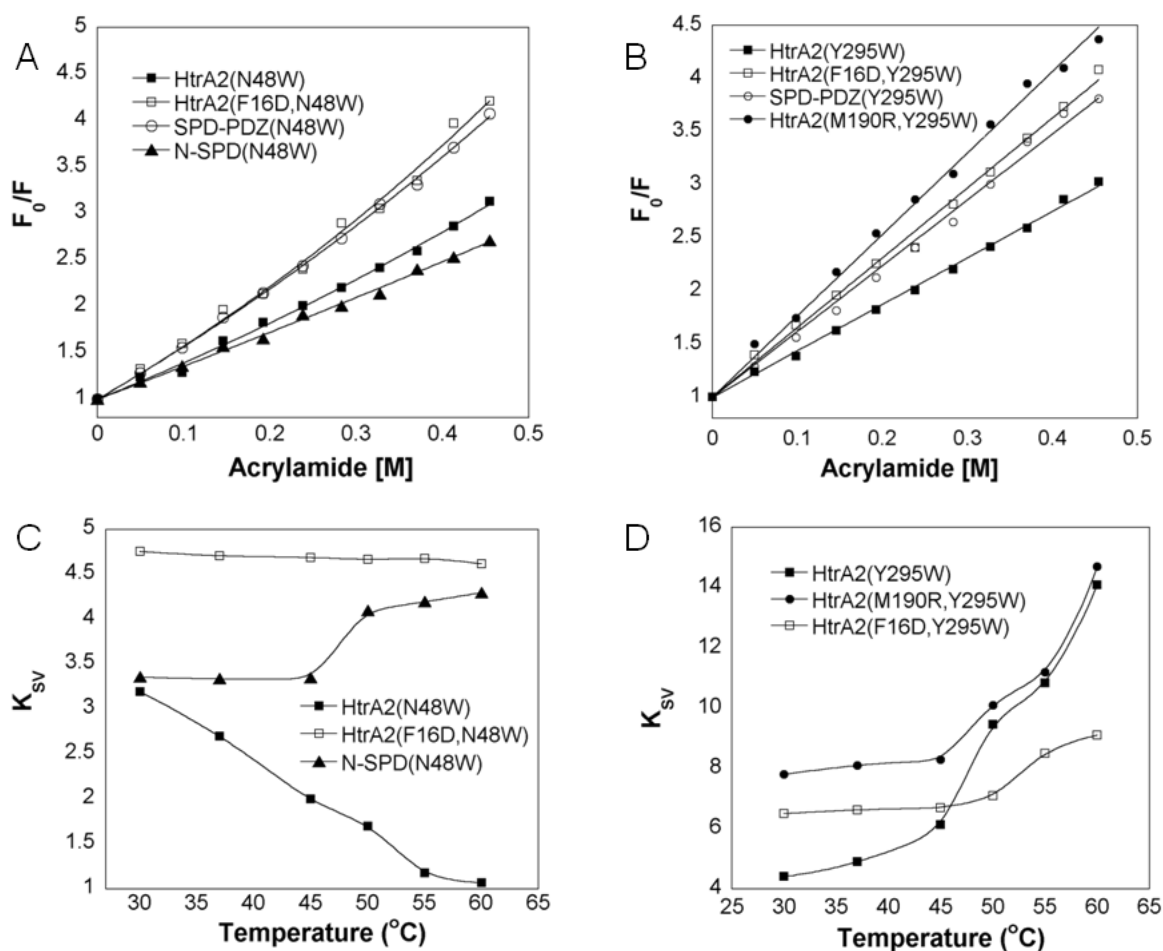 A
HtrA2(N48W)
HtrA2(F16D,N48W)
SPD-PDZ(N48W)
N-SPD(N48W)
F0/F
5
4.5
4
3.5
3
2.5
2
1.5
1
0 0.1 0.2 0.3 0.4 0.5
Acrylamide [M]
B
HtrA2(Y295W)
HtrA2(F16D,Y295W)
SPD-PDZ(Y295W)
HtrA2(M190R,Y295W)
F0/F
4.5
4
3.5
3
2.5
2
1.5
1
0 0.1 0.2 0.3 0.4 0.5
Acrylamide [M]
C
HtrA2(N48W)
HtrA2(F16D,N48W)
N-SPD(N48W)
KSV
5
4.5
4
3.5
3
2.5
2
1.5
1
30 35 40 45 50 55 60 65
Temperature (oC)
D
HtrA2(Y295W)
HtrA2(M190R,Y295W)
HtrA2(F16D,Y295W)
KSV
16
14
12
10
8
6
4
25 30 35 40 45 50 55 60 65
Temperature (oC)